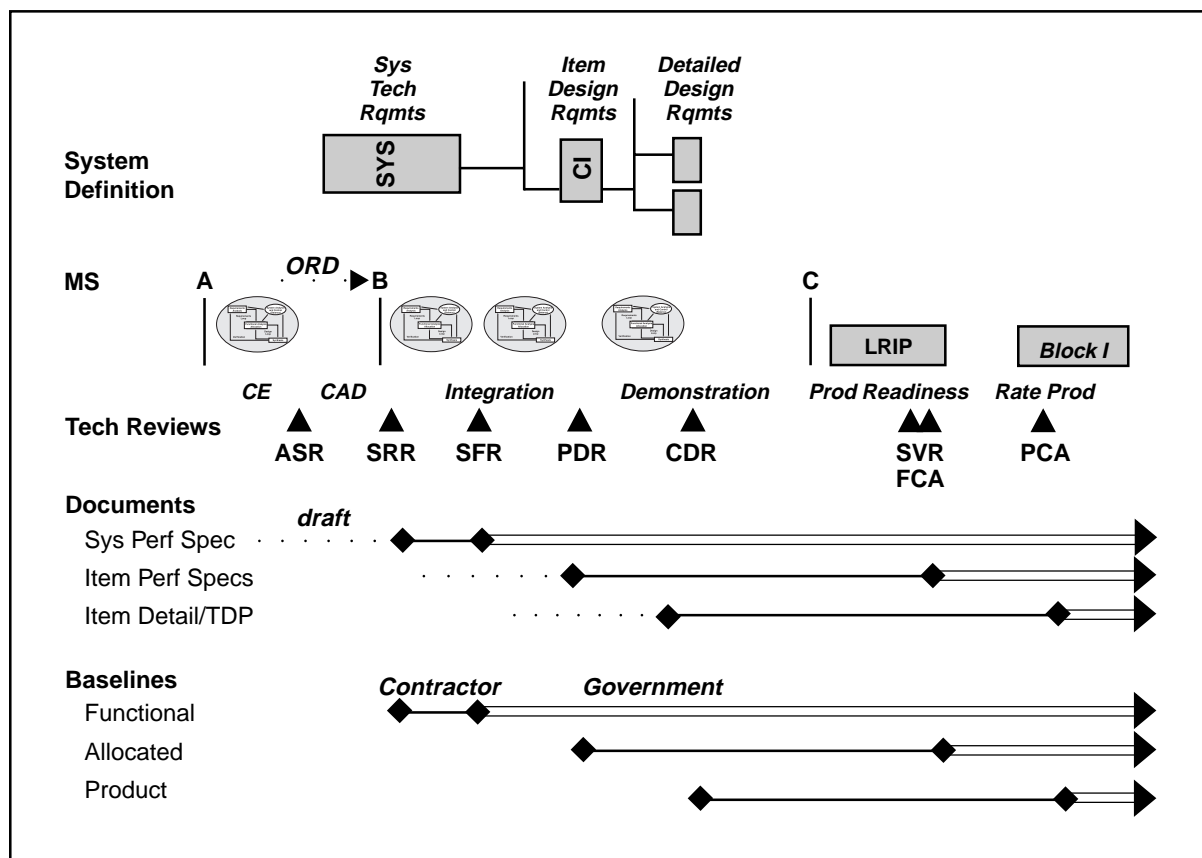 Sys
Tech
Rqmts
Item
Design
Rqmts
Detailed
Design
Rqmts
System
Definition
SYS
CI
MS
A
ORD
B
C
LRIP
Block I
CE
CAD
Integration
Demonstration
Prod Readiness
Rate Prod
Tech Reviews
ASR
SRR
SFR
PDR
CDR
SVR
FCA
PCA
Documents
draft
Sys Perf Spec
Item Perf Specs
Item Detail/TDP
Baselines
Contractor
Government
Functional
Allocated
Product